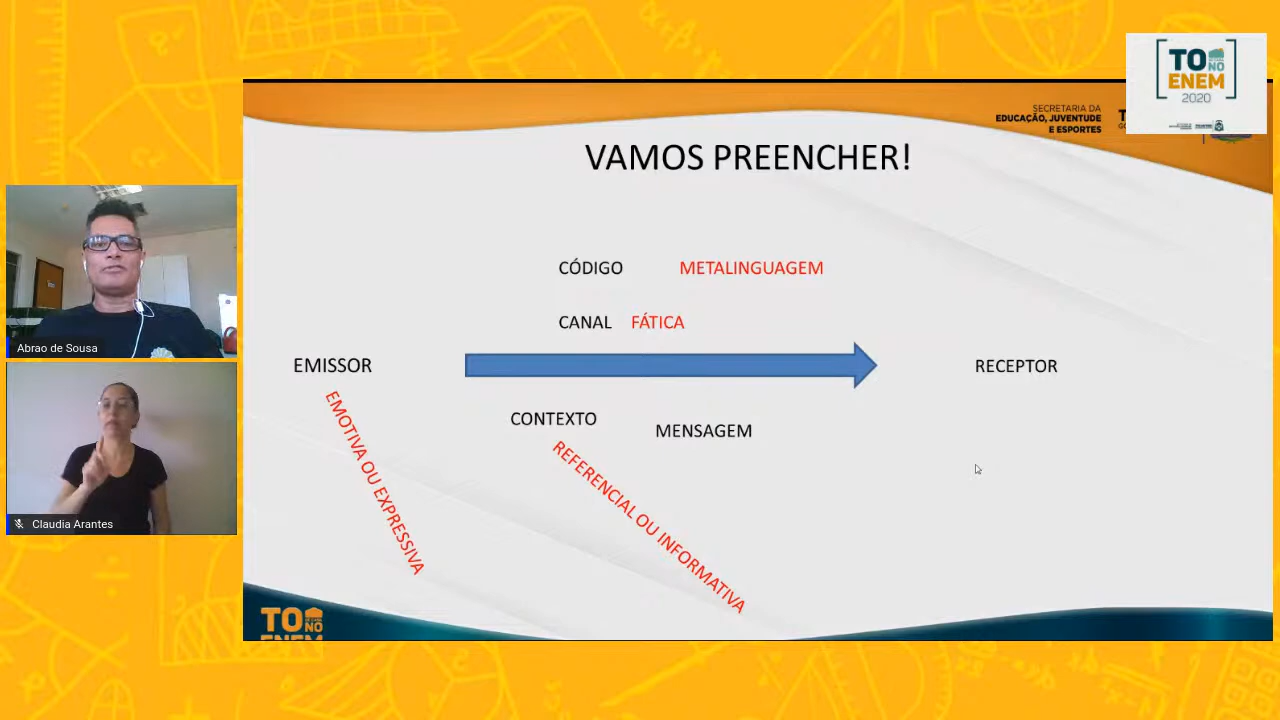 TO NO
ENEM
2020
SECRETARIA DA
EDUCAÇÃO, JUVENTUDE
E ESPORTES
VAMOS PREENCHER!
CÓDIGO METALINGUAGEM
CANAL FÁTICA
EMISSOR
RECEPTOR
CONTEXTO
MENSAGEM
EMOTIVA OU EXPRESSIVA
REFERENCIAL OU INFORMATIVA
Abrao de Sousa
Claudia Arantes
TO NO
ENEM